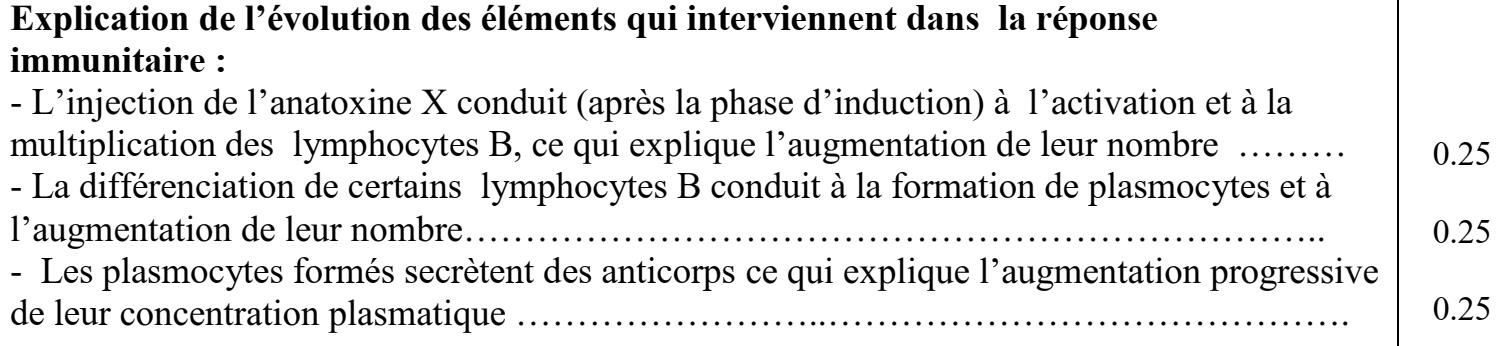 Explication de l’évolution des éléments qui interviennent dans la réponse
immunitaire :
- L’injection de l’anatoxine X conduit (après la phase d’induction) à l’activation et à la
multiplication des lymphocytes B, ce qui explique l’augmentation de leur nombre ……… 0.25
- La différenciation de certains lymphocytes B conduit à la formation de plasmocytes et à
l’augmentation de leur nombre………………………………………………………………………….. 0.25
- Les plasmocytes formés secrètent des anticorps ce qui explique l’augmentation progressive
de leur concentration plasmatique …………………………..……………………………………………. 0.25